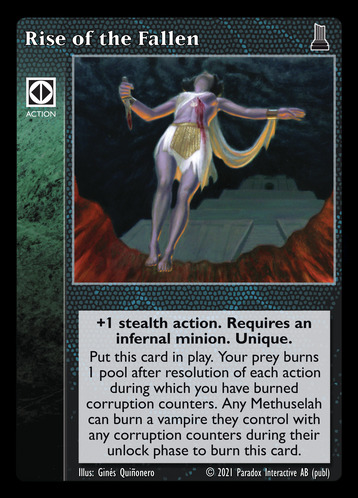 Rise of the Fallen
ACTION
+1 stealth action. Requires an
infernal minion. Unique.
Put this card in play. Your prey burns
1 pool after resolution of each action
during which you have burned
corruption counters. Any Methuselah
can burn a vampire they control with
any corruption counters during their
unlock phase to burn this card.
Illus: Ginés Quiñonero © 2021 Paradox Interactive AB (publ)